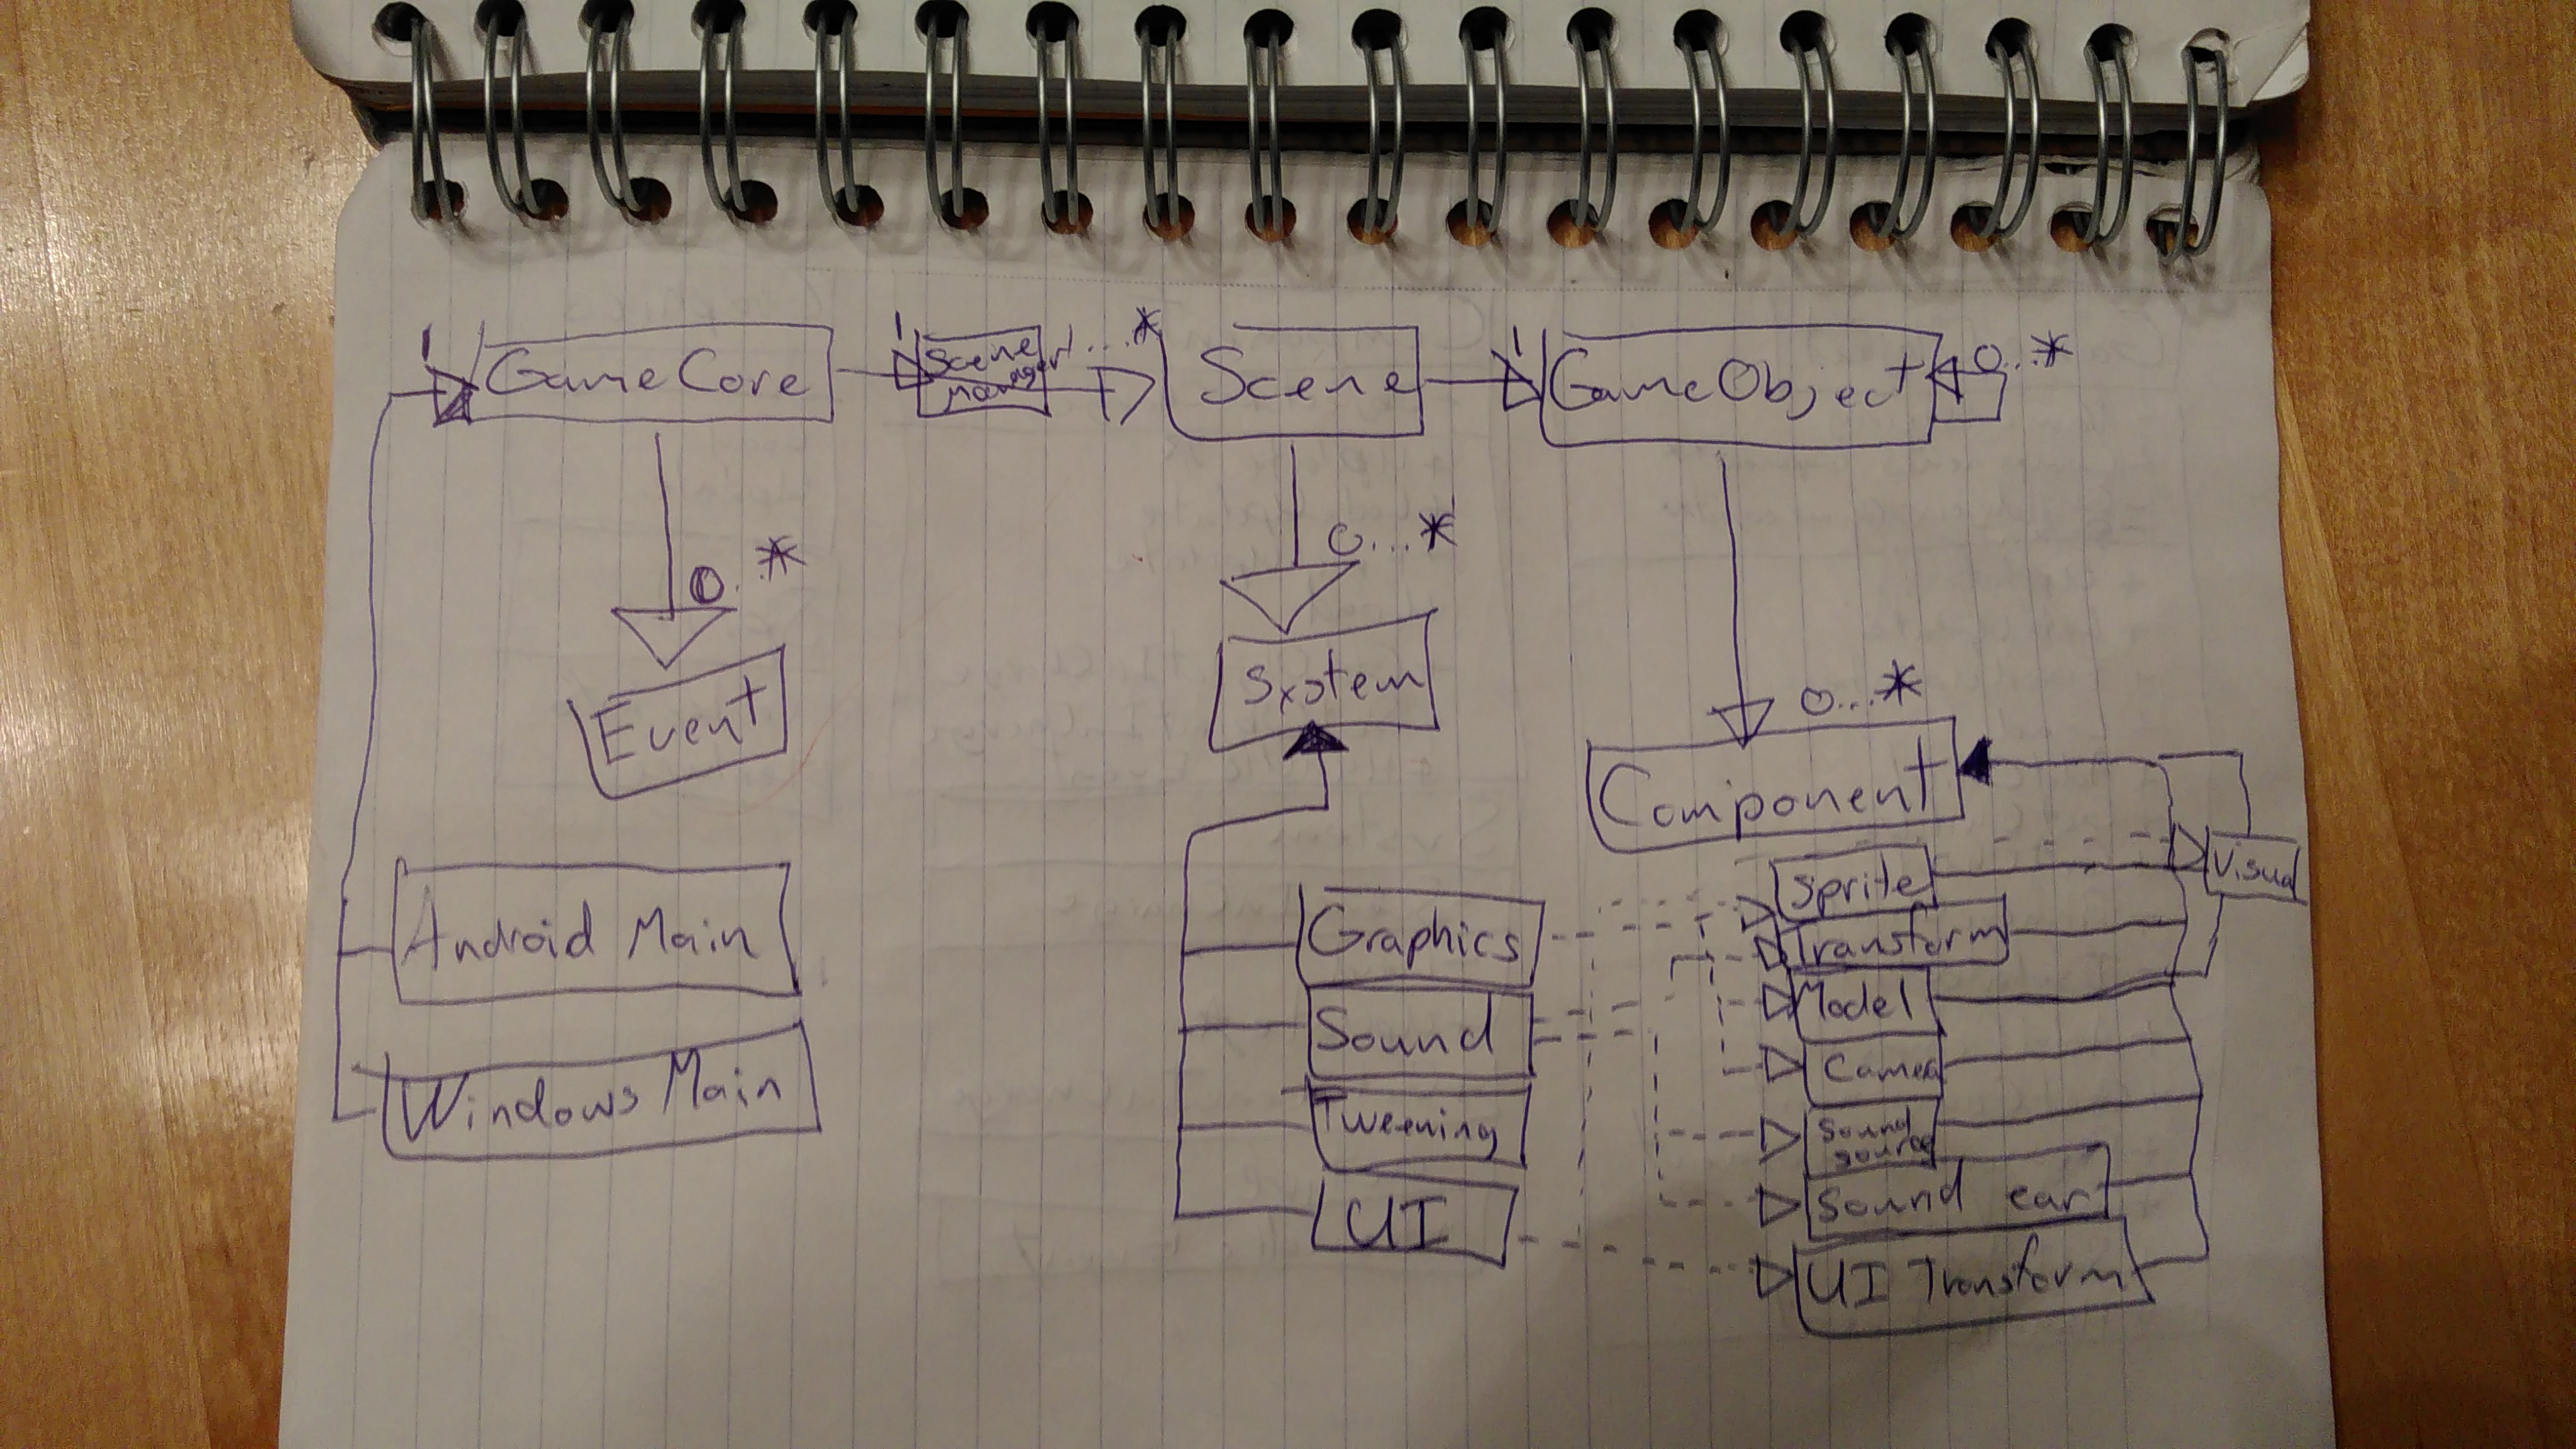 1
GameCore
1
Scene
Manager
1...*
Scene
1
GameObject
0...*
0..*
Event
0...*
System
0...*
Component
Android Main
Windows Main
Graphics
Sound
Tweening
UI
Sprite
Visual
Transform
Model
Camea
Sound
source
Sound ear
UI Transform